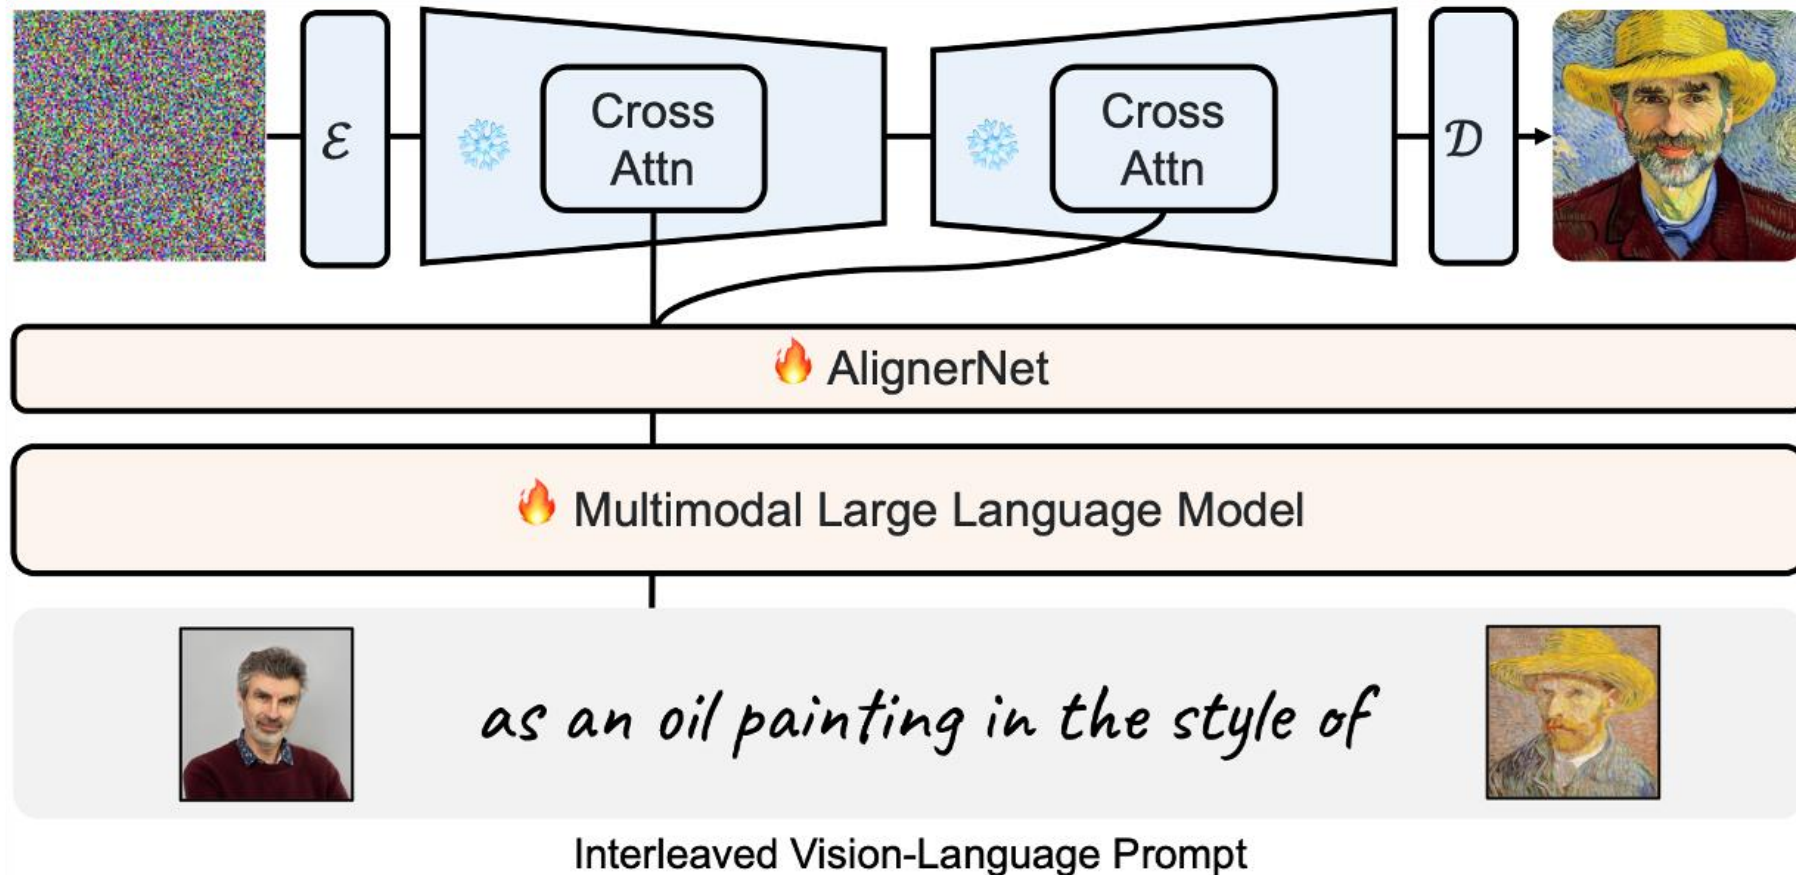 ℰ
Cross
Attn
Cross
Attn
𝒟
AlignerNet
Multimodal Large Language Model
as an oil painting in the style of
Interleaved Vision-Language Prompt